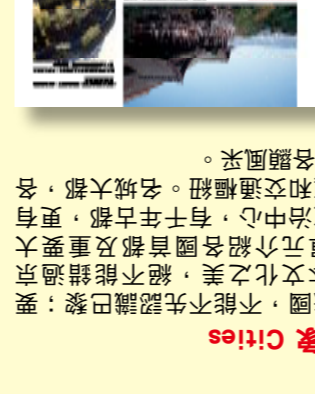 Cities
國，不能不先認識巴黎；要
文化之美，絕不能錯過京
元介紹各國首都及重要大
治中心，有千年古都，更有
和交通樞紐。名城大都，各
各顯風采。